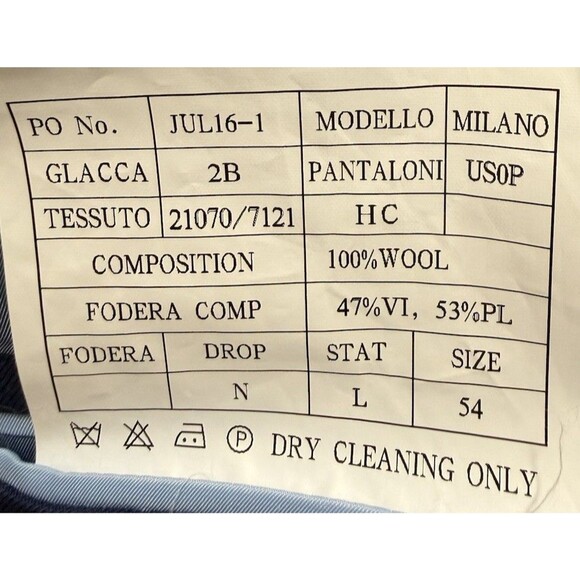 PO No. JUL16-1 MODELLO MILANO
GLACCA 2B PANTALONI US0P
TESSUTO 21070/7121 HC
COMPOSITION 100%WOOL
FODERA COMP 47%VI, 53%PL
FODERA DROP STAT SIZE
N L 54
P DRY CLEANING ONLY